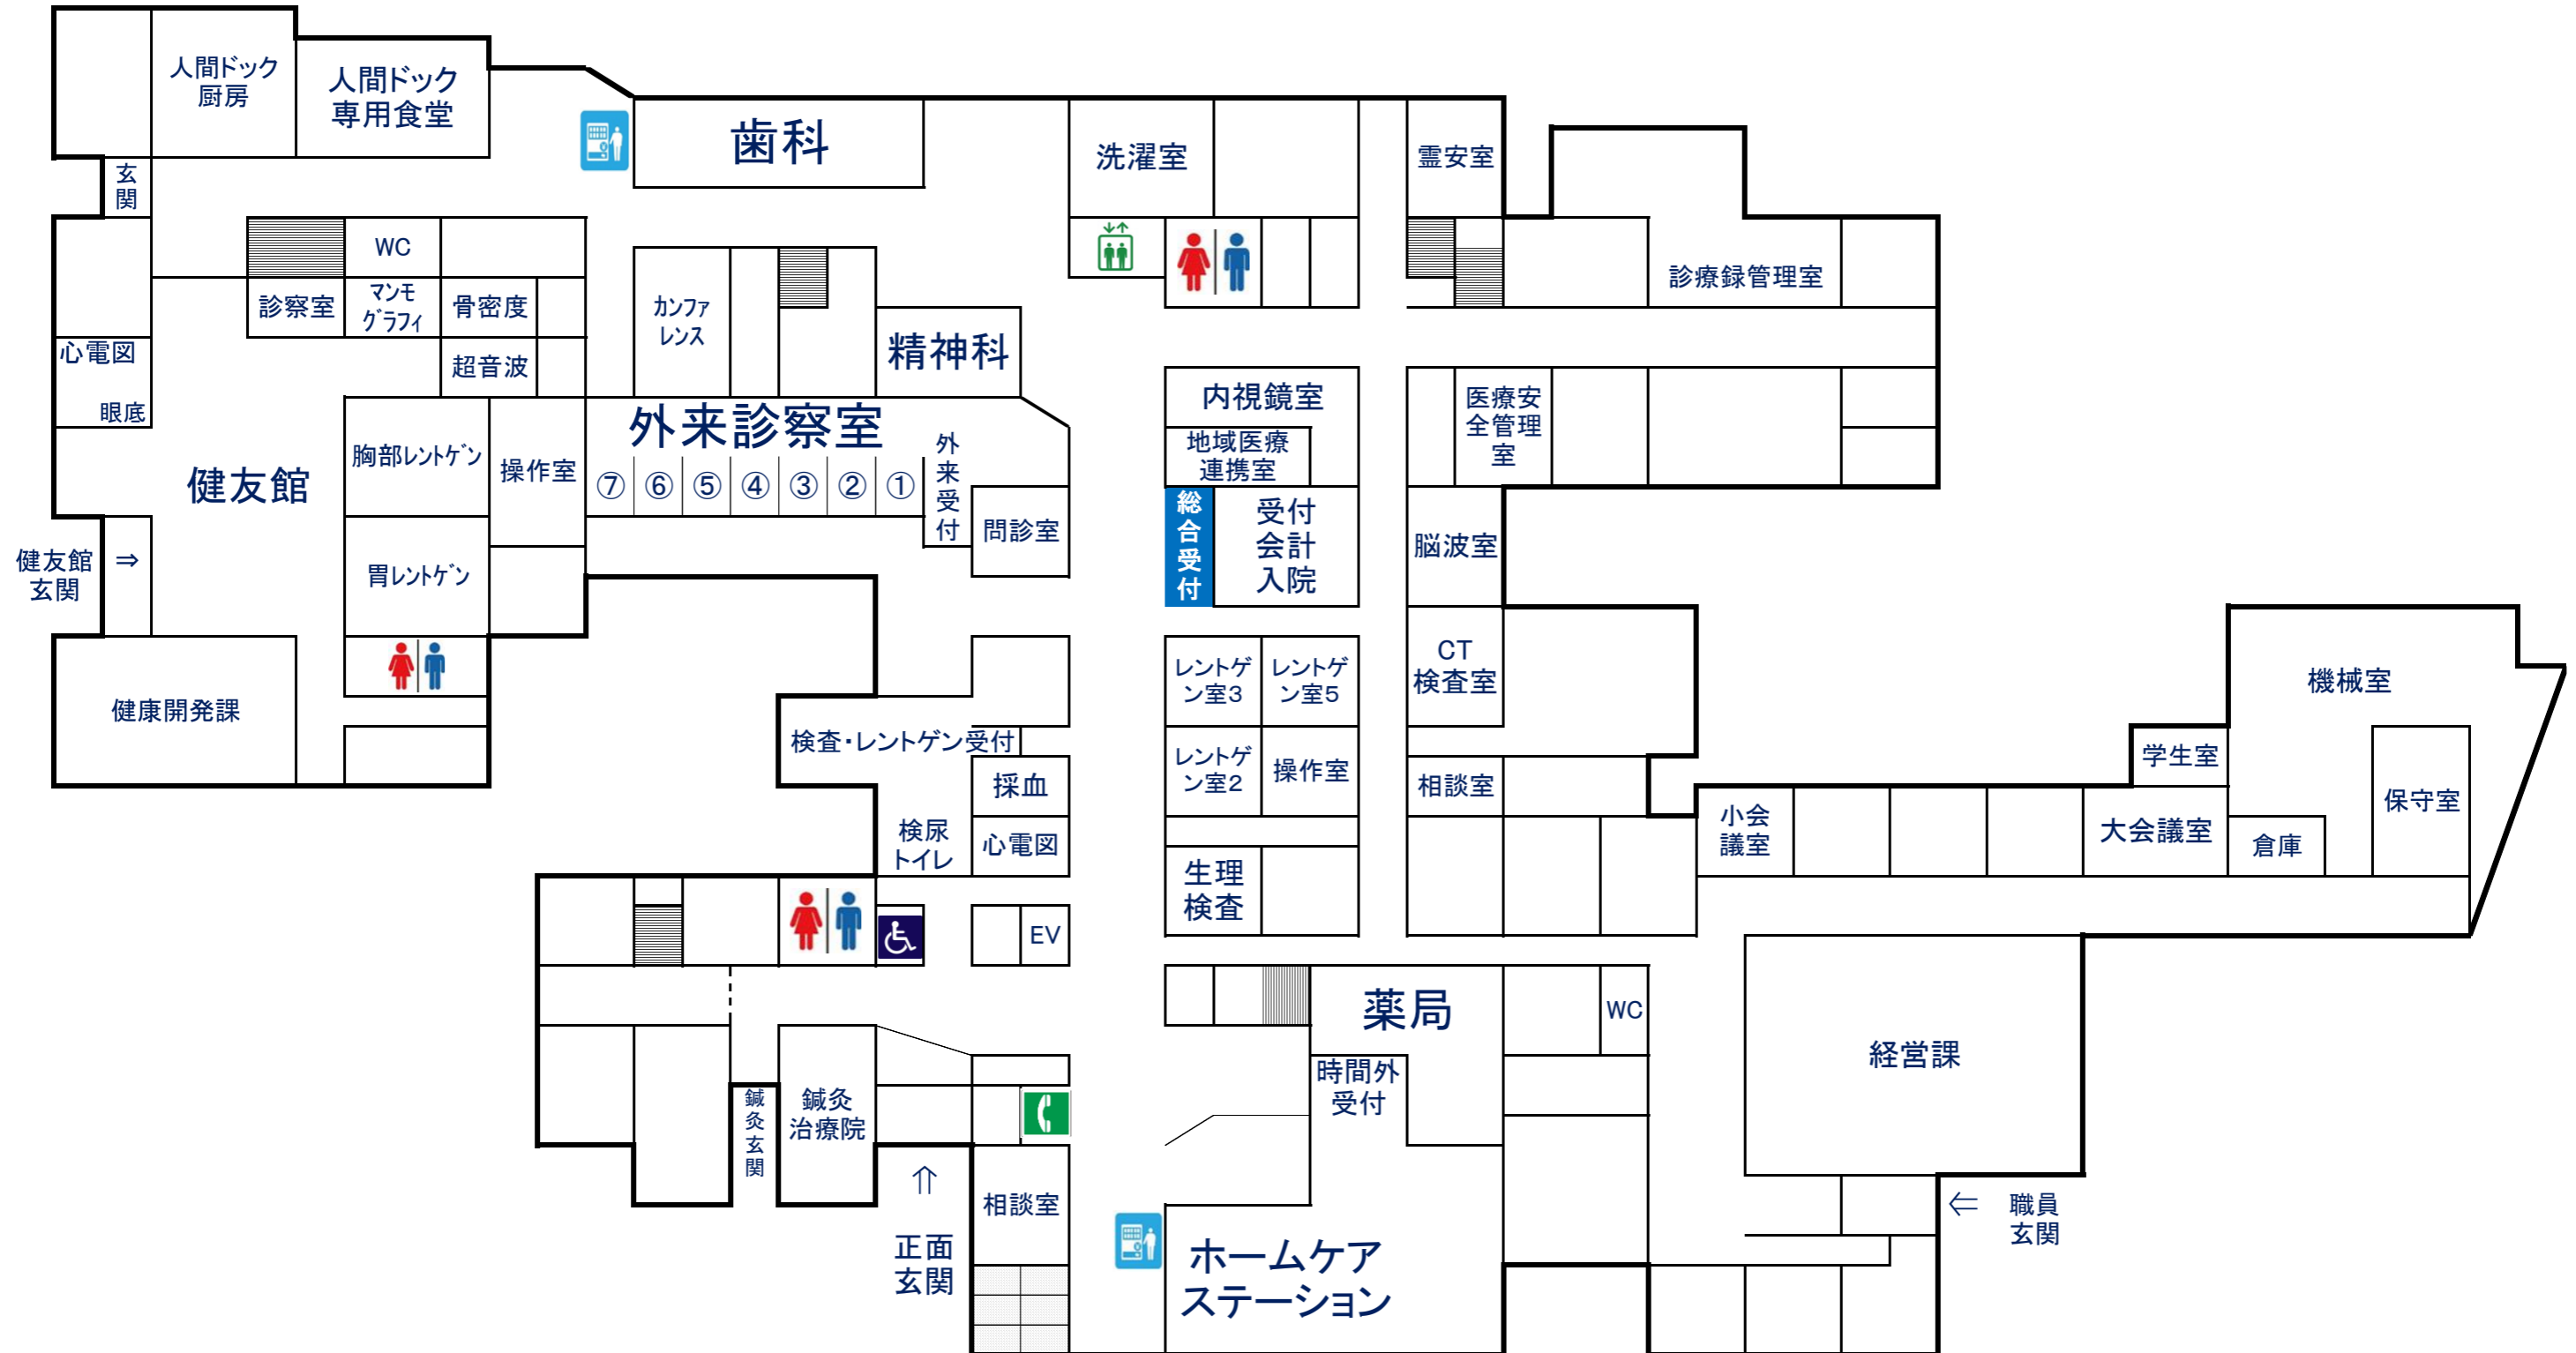 人間ドック
厨房
人間ドック
専用食堂
歯科
洗濯室
霊安室
玄
関
WC
診療録管理室
診察室
マンモ
グラフィ
骨密度
カンファ
レンス
精神科
心電図
眼底
超音波
内視鏡室
医療安
全管理
室
外来診察室
胸部レントゲン
操作室
⑦
⑥
⑤
④
③
②
①
外
来
受
付
地域医療
連携室
健友館
総
合
受
付
受付
会計
入院
問診室
脳波室
健友館
玄関
⇒
胃レントゲン
健康開発課
レントゲ
ン室3
レントゲ
ン室5
CT
検査室
機械室
検査・レントゲン受付
レントゲ
ン室2
操作室
採血
相談室
学生室
保守室
検尿
トイレ
心電図
小会
議室
大会議室
倉庫
生理
検査
EV
薬局
WC
経営課
時間外
受付
鍼
灸
玄
関
鍼灸
治療院
⇑
正面
玄関
相談室
ホームケア
ステーション
⇐
職員
玄関